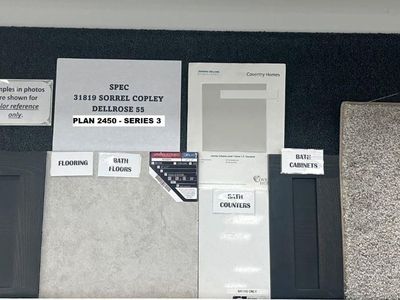 mples in photos
re shown for
lor reference
only.
SPEC
31819 SORREL COPLEY
DELLROSE 55
PLAN 2450 - SERIES 3
Coventry Homes
FLOORING
BATH
FLOORS
BATH
COUNTERS
BATH
CABINETS